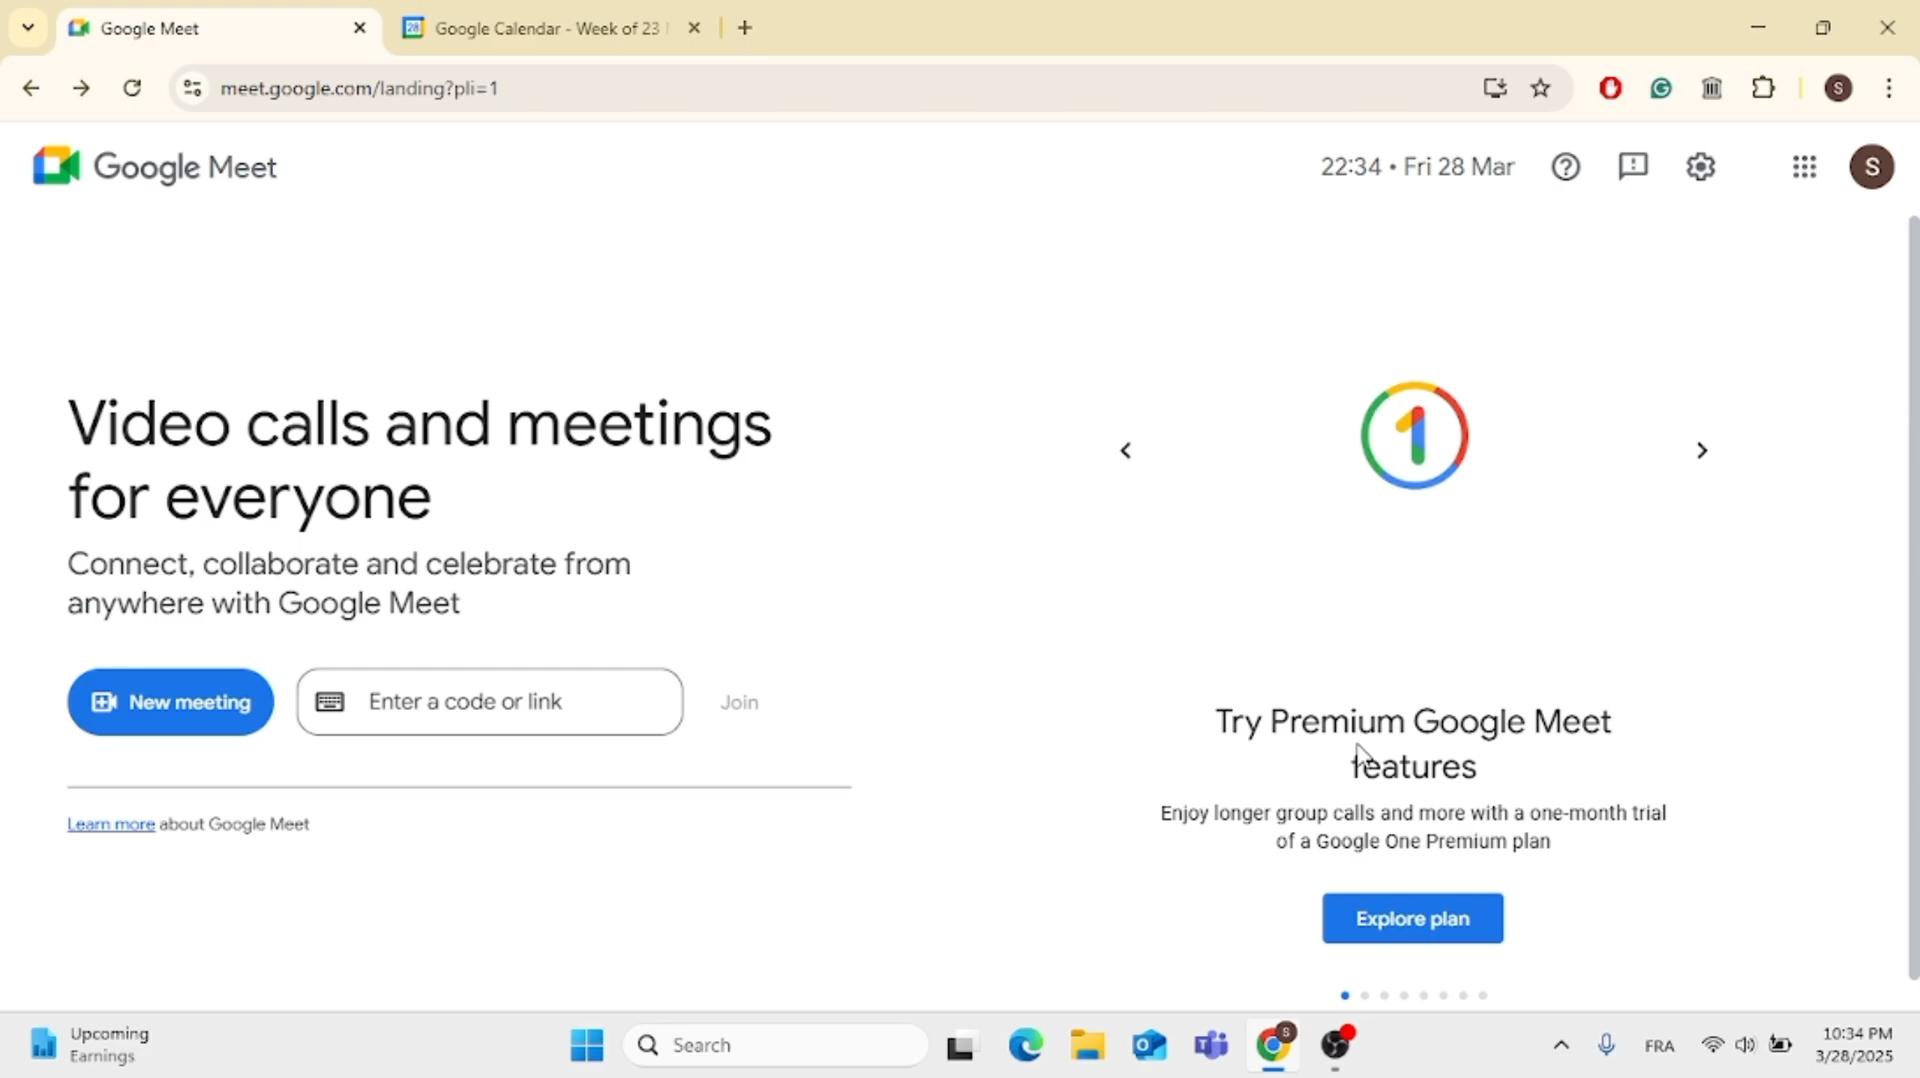 Google Meet
Google Calendar - Week of 23
meet.google.com/landing?pli=1
S
Google Meet
22:34 • Fri 28 Mar
S
Video calls and meetings
for everyone
Connect, collaborate and celebrate from
anywhere with Google Meet
New meeting
Enter a code or link
Join
Learn more about Google Meet
1
Try Premium Google Meet
features
Enjoy longer group calls and more with a one-month trial
of a Google One Premium plan
Explore plan
Upcoming
Earnings
Search
S
FRA
10:34 PM
3/28/2025